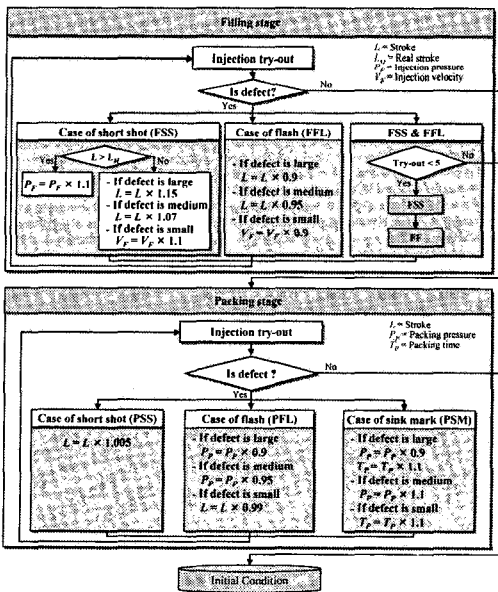 Filling stage
Injection try-out
L = Stroke
L_M = Real stroke
P_F = Injection pressure
V_F = Injection velocity
Is defect?
No
Yes
Case of short shot (FSS)
L > L_M
Yes
No
P_F = P_F × 1.1
- If defect is large
L = L × 1.15
- If defect is medium
L = L × 1.07
- If defect is small
V_F = V_F × 1.1
Case of flash (FFL)
- If defect is large
L = L × 0.9
- If defect is medium
L = L × 0.95
- If defect is small
V_F = V_F × 0.9
FSS & FFL
Try-out < 5
No
Yes
FSS
FF
Packing stage
Injection try-out
L = Stroke
P_P = Packing pressure
T_P = Packing time
Is defect ?
No
Yes
Case of short shot (PSS)
L = L × 1.005
Case of flash (PFL)
- If defect is large
P_P = P_P × 0.9
- If defect is medium
P_P = P_P × 0.95
- If defect is small
L = L × 0.99
Case of sink mark (PSM)
- If defect is large
P_P = P_P × 0.9
T_P = T_P × 1.1
- If defect is medium
P_P = P_P × 1.1
- If defect is small
T_P = T_P × 1.1
Initial Condition